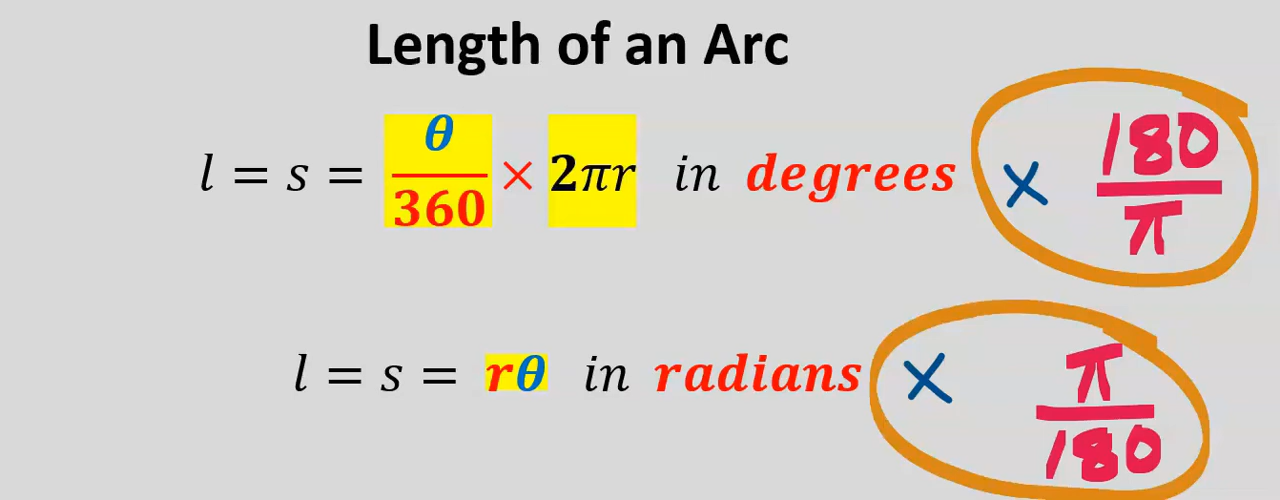 Length of an Arc
l = s = θ/360 × 2πr in degrees × 180/π
l = s = rθ in radians × π/180